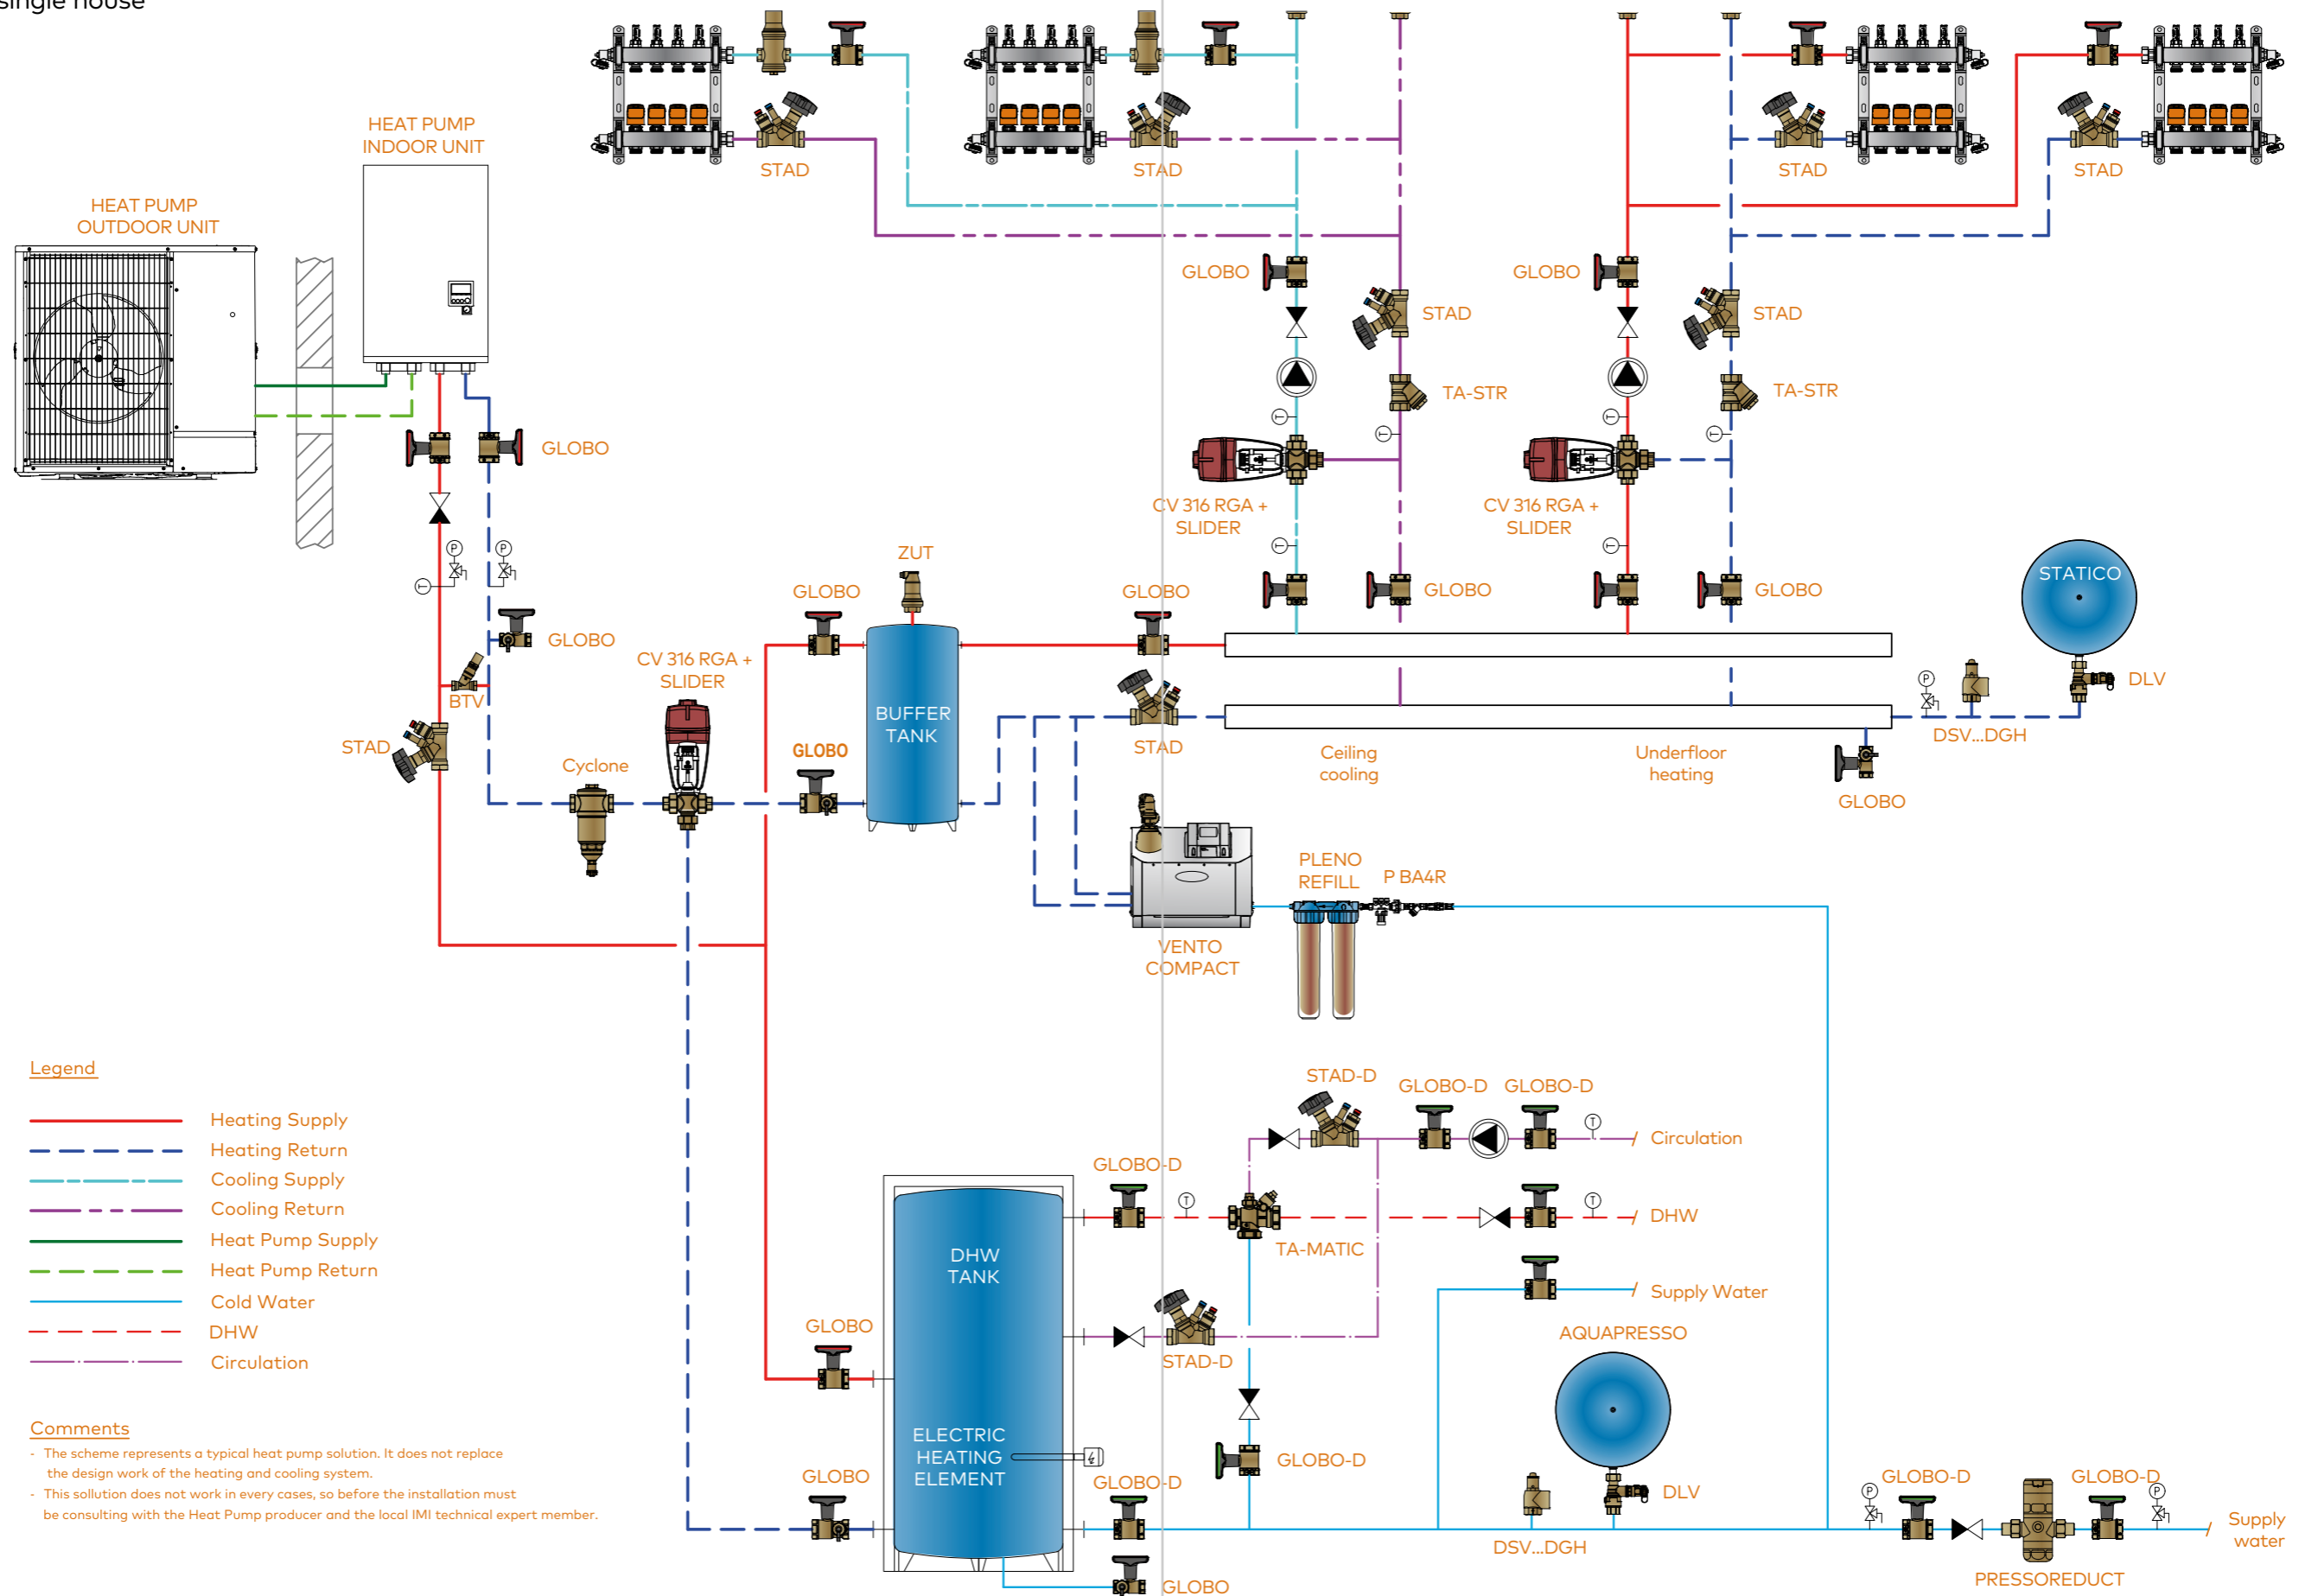 single house
HEAT PUMP
INDOOR UNIT
HEAT PUMP
OUTDOOR UNIT
STAD
STAD
STAD
STAD
GLOBO
GLOBO
STAD
STAD
TA-STR
TA-STR
T
T
T
T
GLOBO
CV 316 RGA +
SLIDER
CV 316 RGA +
SLIDER
P
P
T
T
T
ZUT
GLOBO
GLOBO
GLOBO
GLOBO
STATICO
GLOBO
CV 316 RGA +
SLIDER
BTV
P
DLV
STAD
BUFFER
TANK
STAD
DSV...DGH
Cyclone
GLOBO
Ceiling
cooling
Underfloor
heating
GLOBO
PLENO
REFILL
P BA4R
VENTO
COMPACT
Legend
Heating Supply
Heating Return
Cooling Supply
Cooling Return
Heat Pump Supply
Heat Pump Return
Cold Water
DHW
Circulation
STAD-D
GLOBO-D
GLOBO-D
T
Circulation
GLOBO-D
T
T
DHW
TA-MATIC
DHW
TANK
Supply Water
GLOBO
STAD-D
AQUAPRESSO
ELECTRIC
HEATING
ELEMENT
GLOBO-D
GLOBO
GLOBO-D
DLV
DSV...DGH
P
GLOBO-D
GLOBO-D
P
Supply
water
PRESSOREDUCT
GLOBO
Comments
- The scheme represents a typical heat pump solution. It does not replace
the design work of the heating and cooling system.
- This sollution does not work in every cases, so before the installation must
be consulting with the Heat Pump producer and the local IMI technical expert member.